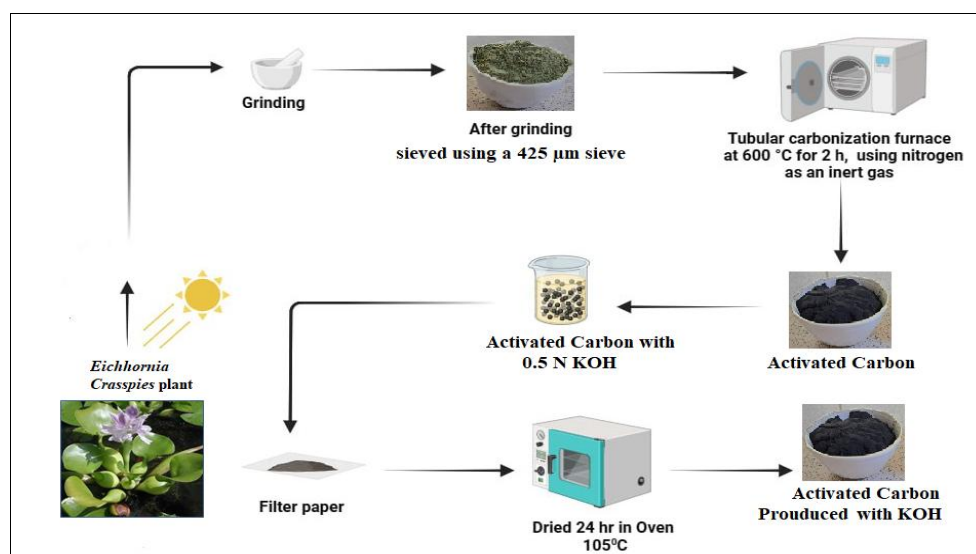 Grinding
After grinding
sieved using a 425 µm sieve
Tubular carbonization furnace
at 600 °C for 2 h, using nitrogen
as an inert gas
Activated Carbon
Activated Carbon with
0.5 N KOH
Eichhornia
Crasspies plant
Filter paper
Dried 24 hr in Oven
105⁰C
Activated Carbon
Prouduced with KOH